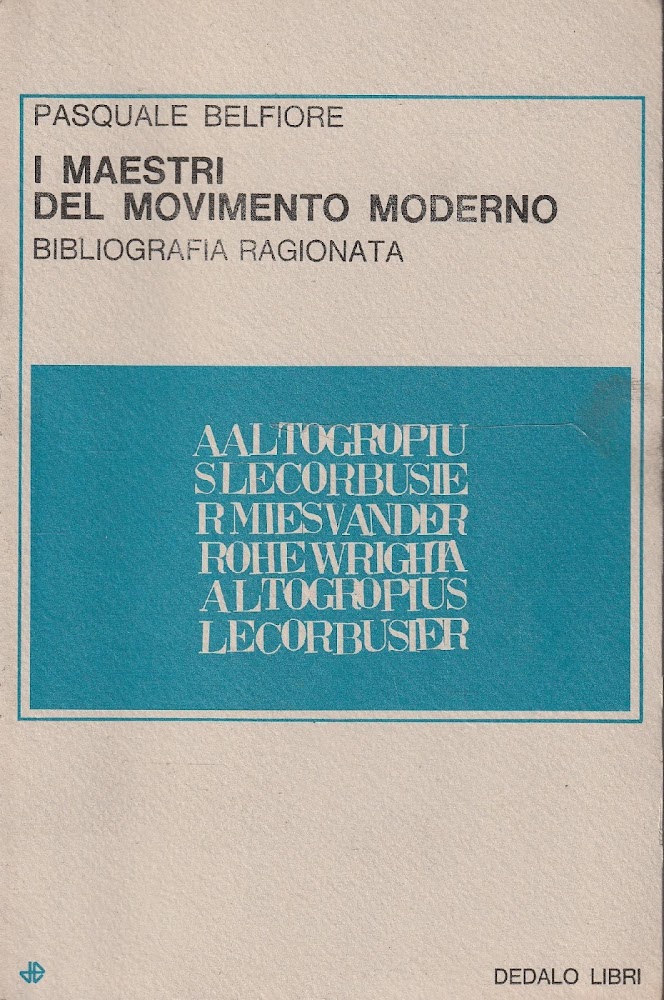 PASQUALE BELFIORE
I MAESTRI
DEL MOVIMENTO MODERNO
BIBLIOGRAFIA RAGIONATA
AALTOGROPIU
SLECORBUSIE
RMIESVANDER
ROHEWRIGHTA
ALTOGROPIUS
LECORBUSIER
DEDALO LIBRI